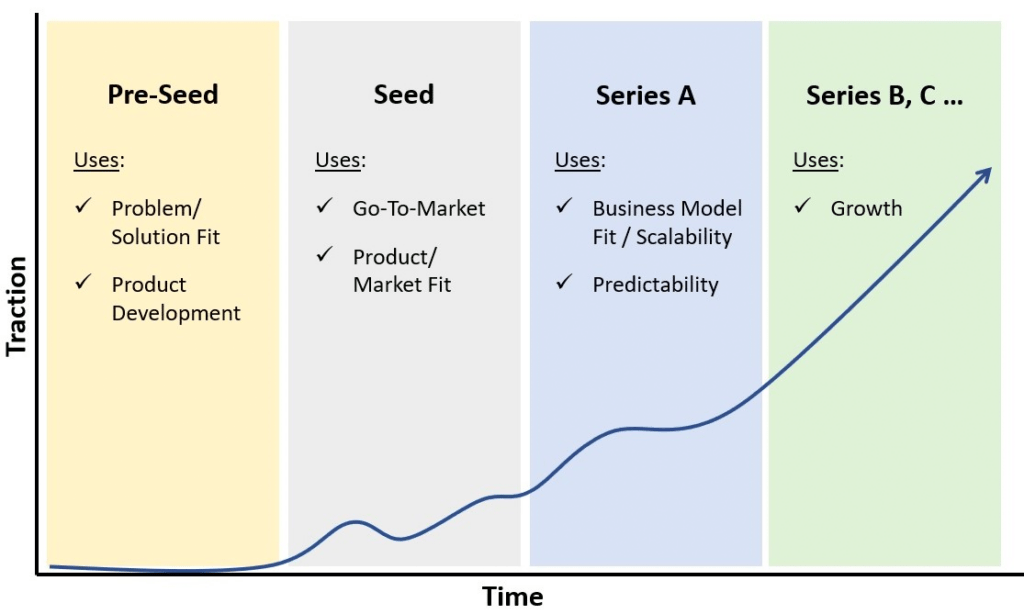 Pre-Seed
Uses:
✓ Problem/
Solution Fit
✓ Product
Development
Seed
Uses:
✓ Go-To-Market
✓ Product/
Market Fit
Series A
Uses:
✓ Business Model
Fit / Scalability
✓ Predictability
Series B, C ...
Uses:
✓ Growth
Traction
Time